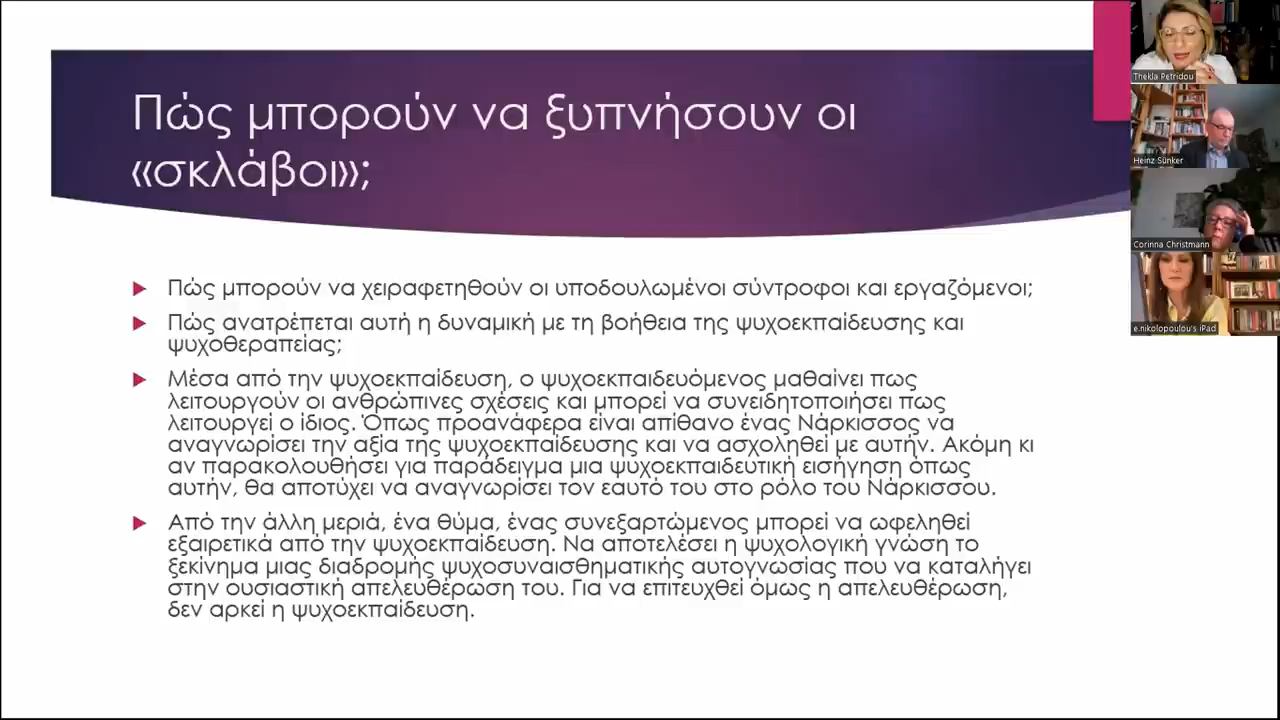 Πώς μπορούν να ξυπνήσουν οι
«σκλάβοι»;
Πώς μπορούν να χειραφετηθούν οι υποδουλωμένοι σύντροφοι και εργαζόμενοι;
Πώς ανατρέπεται αυτή η δυναμική με τη βοήθεια της ψυχοεκπαίδευσης και
ψυχοθεραπείας;
Μέσα από την ψυχοεκπαίδευση, ο ψυχοεκπαιδευόμενος μαθαίνει πως
λειτουργούν οι ανθρώπινες σχέσεις και μπορεί να συνειδητοποιήσει πως
λειτουργεί ο ίδιος. Όπως προανάφερα είναι απίθανο ένας Νάρκισσος να
αναγνωρίσει την αξία της ψυχοεκπαίδευσης και να ασχοληθεί με αυτήν. Ακόμη κι
αν παρακολουθήσει για παράδειγμα μια ψυχοεκπαιδευτική εισήγηση όπως
αυτήν, θα αποτύχει να αναγνωρίσει τον εαυτό του στο ρόλο του Νάρκισσου.
Από την άλλη μεριά, ένα θύμα, ένας συνεξαρτώμενος μπορεί να ωφεληθεί
εξαιρετικά από την ψυχοεκπαίδευση. Να αποτελέσει η ψυχολογική γνώση το
ξεκίνημα μιας διαδρομής ψυχοσυναισθηματικής αυτογνωσίας που να καταλήγει
στην ουσιαστική απελευθέρωση του. Για να επιτευχθεί όμως η απελευθέρωση,
δεν αρκεί η ψυχοεκπαίδευση.
Thekla Petridou
Heinz Sünker
Corinna Christmann
e.nikolopoulou's iPad